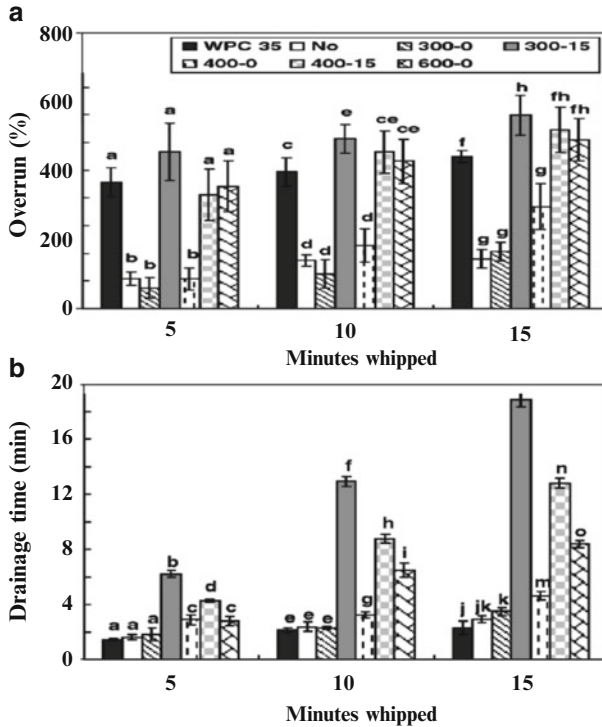 a
800
WPC 35 No 300-0 300-15
400-0 400-15 600-0
600
400
200
0
Overrun (%)
a b b a b a a
c d d e d ce ce
f g g h g fh fh
5 10 15
Minutes whipped
b
20
16
12
8
4
0
Drainage time (min)
a a a b c d c
e e e f g h i
j jk k m n o
5 10 15
Minutes whipped